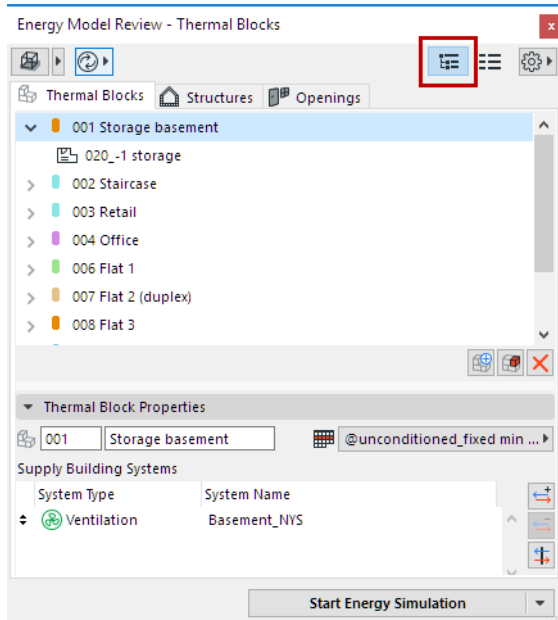 Energy Model Review - Thermal Blocks
Thermal Blocks Structures Openings
001 Storage basement
020_-1 storage
002 Staircase
003 Retail
004 Office
006 Flat 1
007 Flat 2 (duplex)
008 Flat 3
Thermal Block Properties
001 Storage basement @unconditioned_fixed min ...
Supply Building Systems
System Type System Name
Ventilation Basement_NYS
Start Energy Simulation